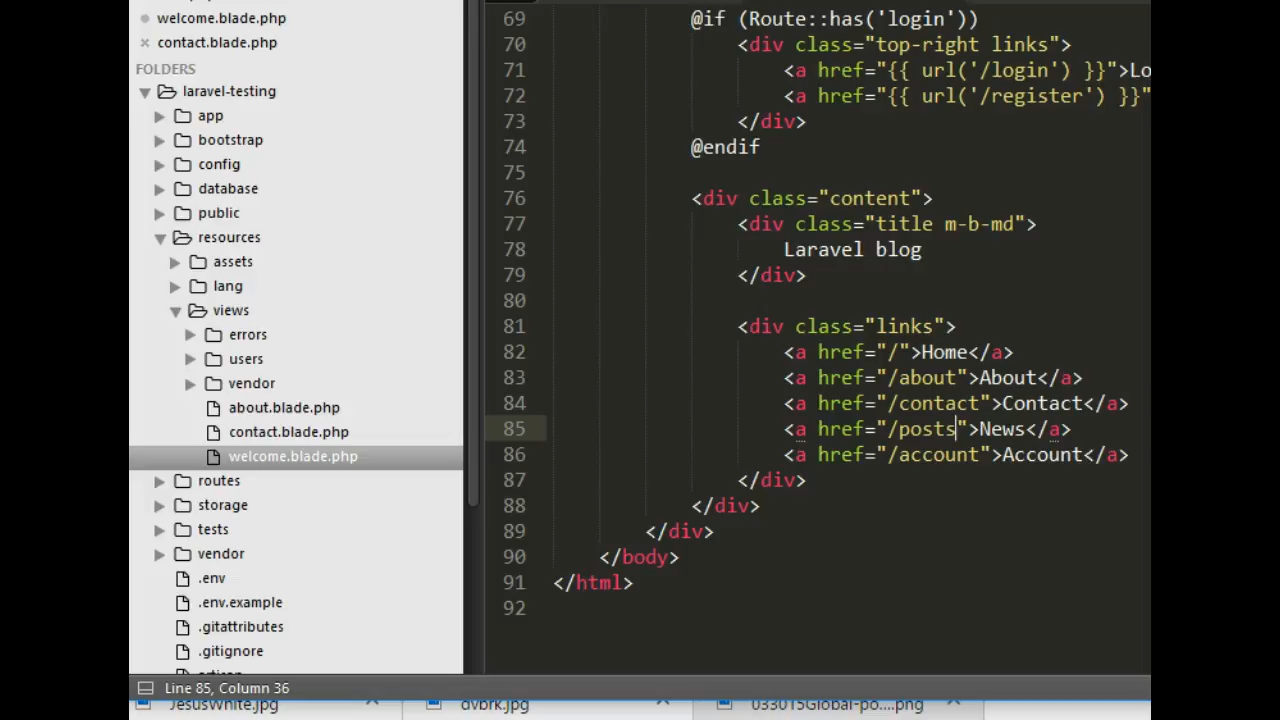 welcome.blade.php
contact.blade.php
FOLDERS
laravel-testing
app
bootstrap
config
database
public
resources
assets
lang
views
errors
users
vendor
about.blade.php
contact.blade.php
welcome.blade.php
routes
storage
tests
vendor
.env
.env.example
.gitattributes
.gitignore
69 @if (Route::has('login'))
70 <div class="top-right links">
71 <a href="{{ url('/login') }}">Lo
72 <a href="{{ url('/register') }}"
73 </div>
74 @endif
75
76 <div class="content">
77 <div class="title m-b-md">
78 Laravel blog
79 </div>
80
81 <div class="links">
82 <a href="/">Home</a>
83 <a href="/about">About</a>
84 <a href="/contact">Contact</a>
85 <a href="/posts">News</a>
86 <a href="/account">Account</a>
87 </div>
88 </div>
89 </div>
90 </body>
91 </html>
92
Line 85, Column 36
JesusWhite.jpg
dvbrk.jpg
033015Global-po....png